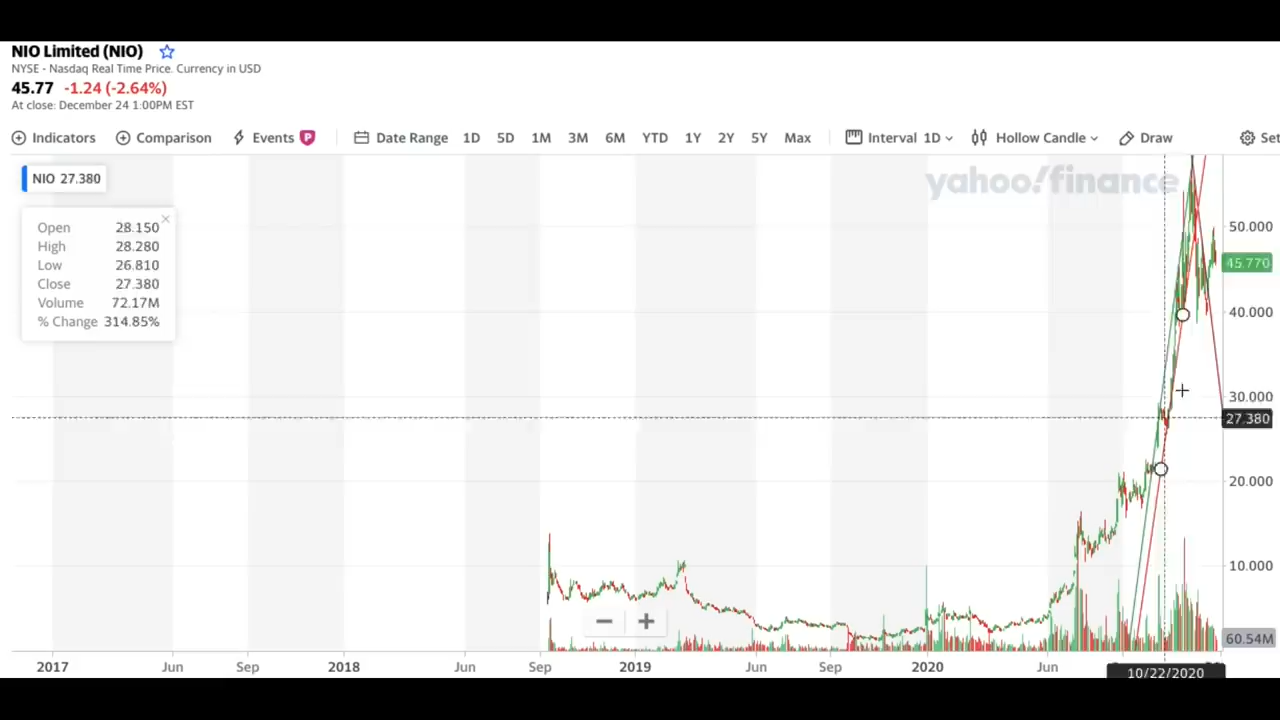 NIO Limited (NIO)
NYSE - Nasdaq Real Time Price. Currency in USD
45.77 -1.24 (-2.64%)
At close: December 24 1:00PM EST
Indicators Comparison Events P Date Range 1D 5D 1M 3M 6M YTD 1Y 2Y 5Y Max Interval 1D Hollow Candle Draw Set
NIO 27.380
yahoo!finance
Open 28.150
High 28.280
Low 26.810
Close 27.380
Volume 72.17M
% Change 314.85%
50.000
45.770
40.000
30.000
27.380
20.000
10.000
60.54M
2017 Jun Sep 2018 Jun Sep 2019 Jun Sep 2020 Jun
10/22/2020